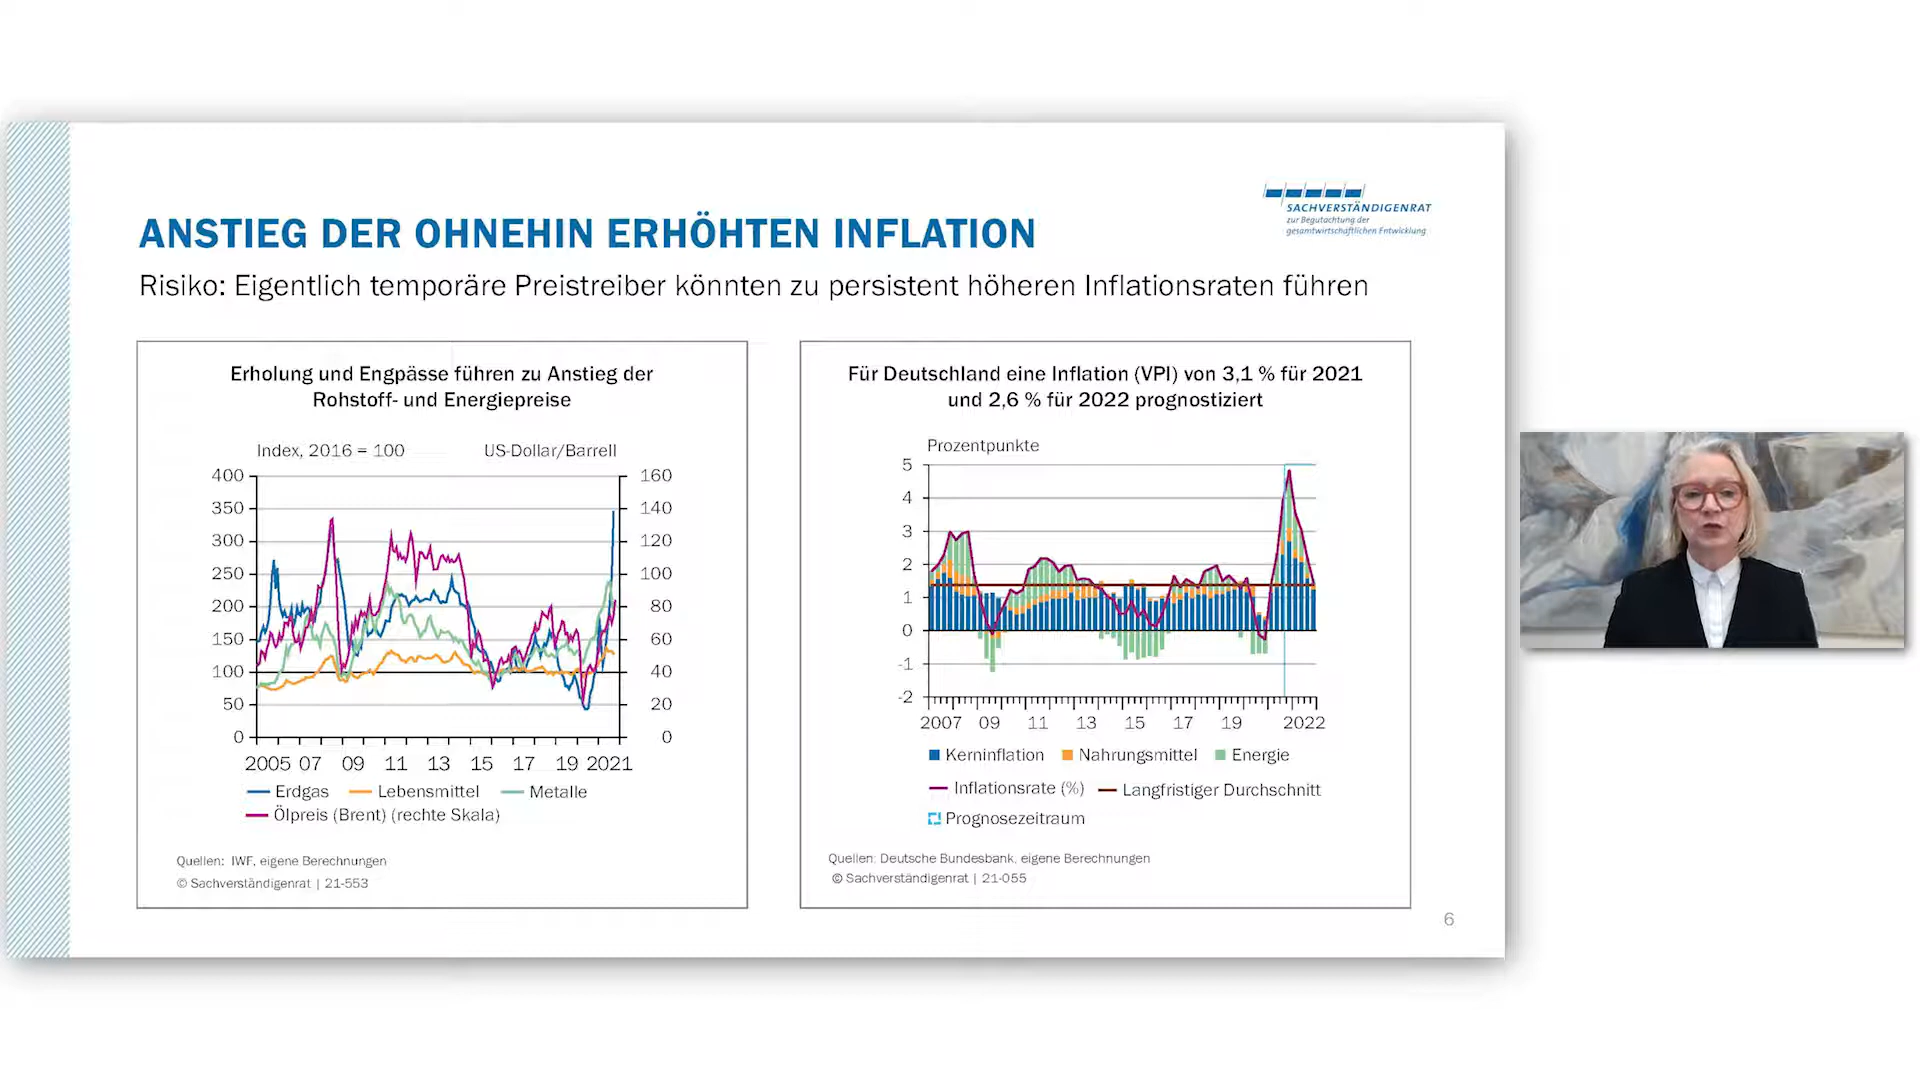 SACHVERSTÄNDIGENRAT
zur Begutachtung der
gesamtwirtschaftlichen Entwicklung
ANSTIEG DER OHNEHIN ERHÖHTEN INFLATION
Risiko: Eigentlich temporäre Preistreiber könnten zu persistent höheren Inflationsraten führen
Erholung und Engpässe führen zu Anstieg der
Rohstoff- und Energiepreise
Index, 2016 = 100 US-Dollar/Barrell
400 160
350 140
300 120
250 100
200 80
150 60
100 40
50 20
0 0
2005 07 09 11 13 15 17 19 2021
Erdgas Lebensmittel Metalle
Ölpreis (Brent) (rechte Skala)
Quellen: IWF, eigene Berechnungen
© Sachverständigenrat | 21-553
Für Deutschland eine Inflation (VPI) von 3,1 % für 2021
und 2,6 % für 2022 prognostiziert
Prozentpunkte
5
4
3
2
1
0
-1
-2
2007 09 11 13 15 17 19 2022
Kerninflation Nahrungsmittel Energie
Inflationsrate (%) Langfristiger Durchschnitt
Prognosezeitraum
Quellen: Deutsche Bundesbank, eigene Berechnungen
© Sachverständigenrat | 21-055
6